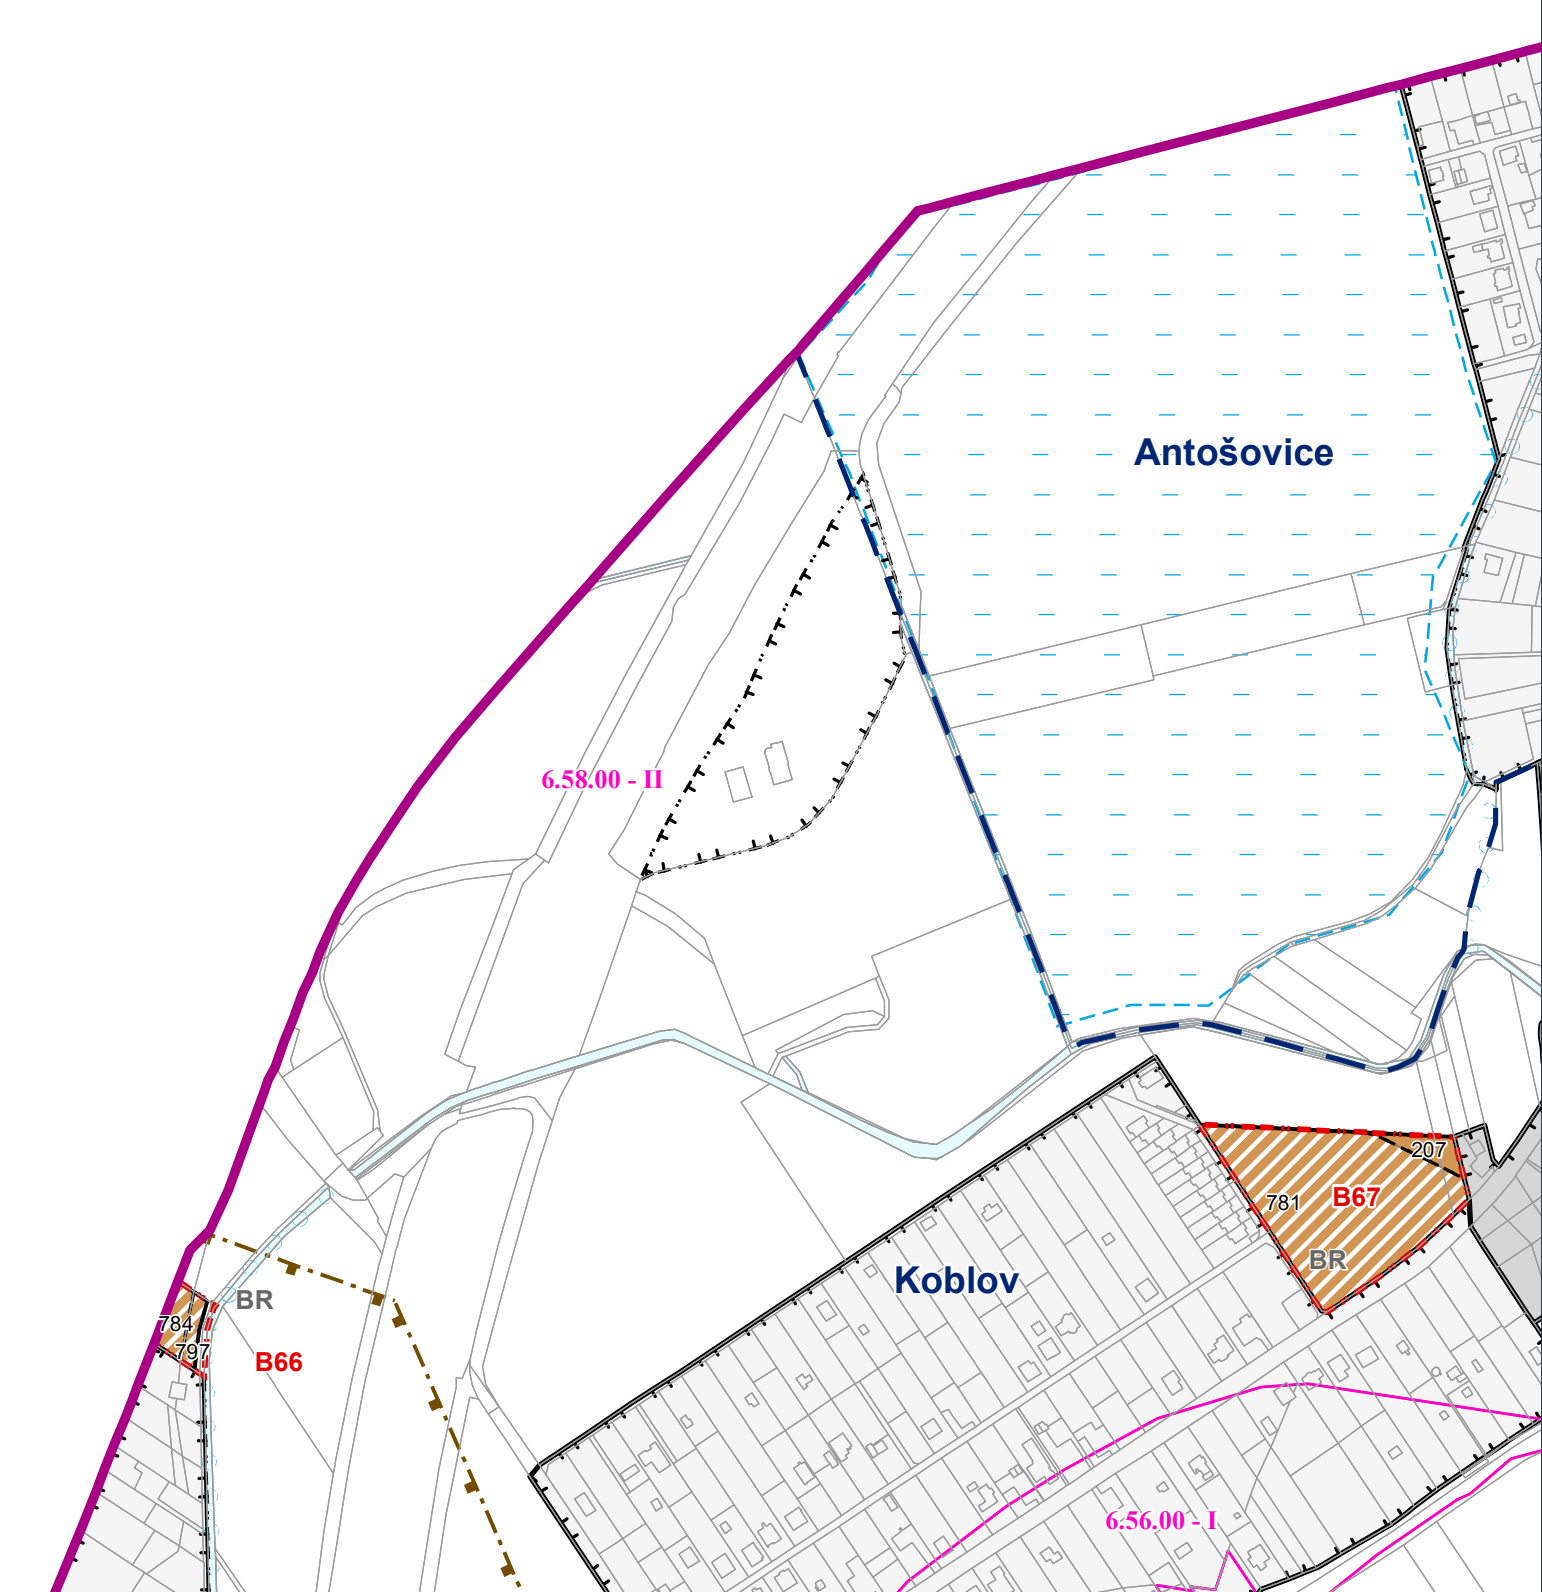 Antošovice
6.58.00 - II
207
781
B67
BR
Koblov
BR
784
797
B66
6.56.00 - I